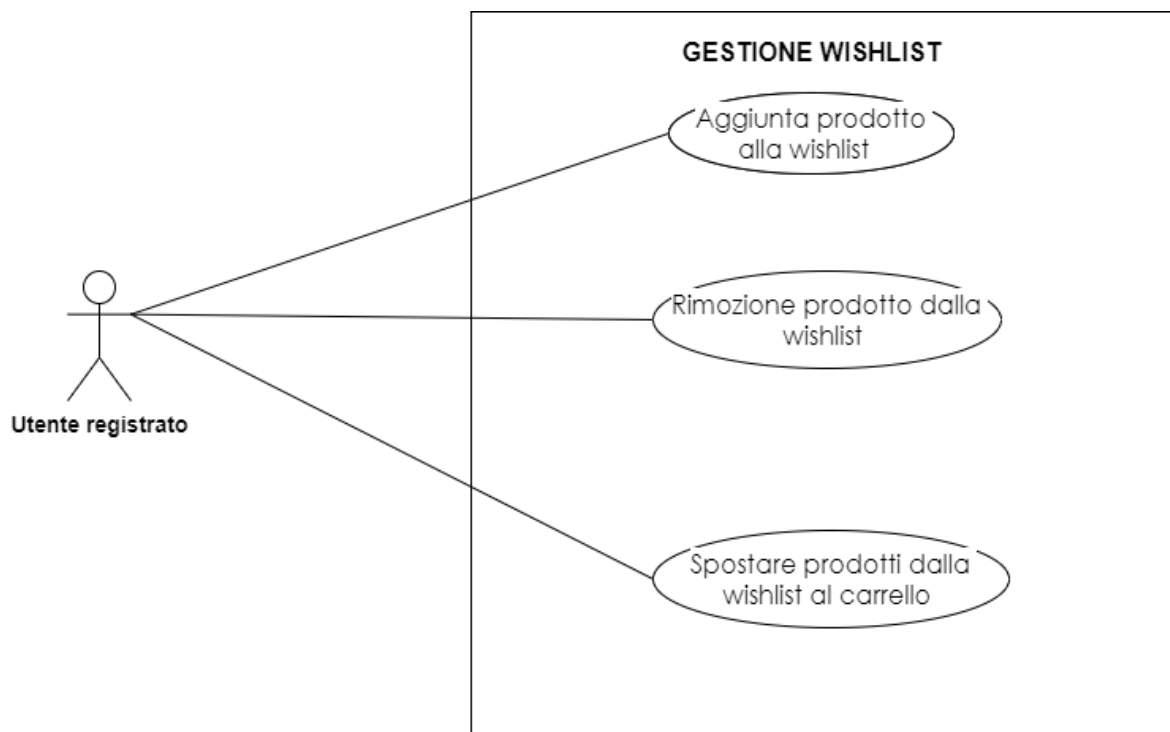 GESTIONE WISHLIST
Aggiunta prodotto
alla wishlist
Rimozione prodotto dalla
wishlist
Utente registrato
Spostare prodotti dalla
wishlist al carrello